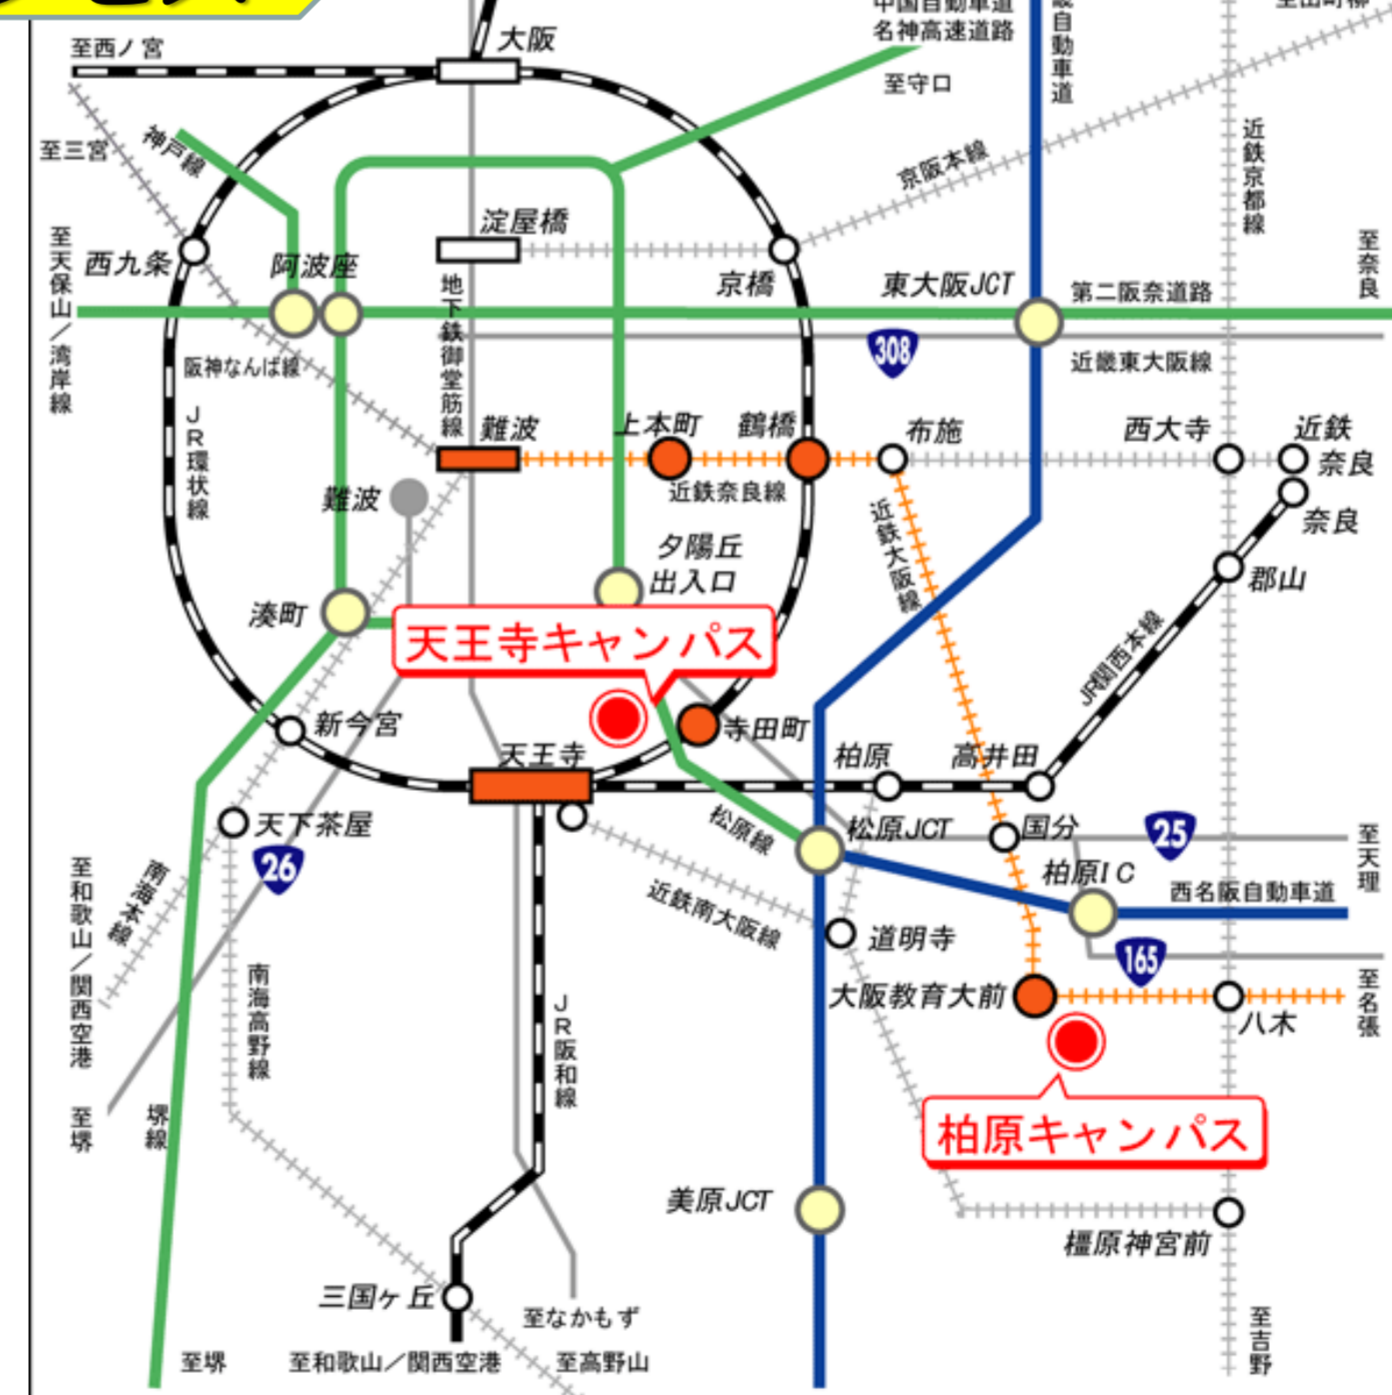 中国自動車道
名神高速道路
至西ノ宮
大阪
至守口
自動車道
至三宮
神戸線
京阪本線
近鉄京都線
淀屋橋
西九条
阿波座
京橋
東大阪JCT
第二阪奈道路
至奈良
至天保山/湾岸線
地下鉄御堂筋線
308
近畿東大阪線
阪神なんば線
JR環状線
難波
上本町
鶴橋
布施
西大寺
近鉄
奈良
近鉄奈良線
難波
奈良
近鉄大阪線
夕陽丘
出入口
郡山
湊町
天王寺キャンパス
JR関西本線
新今宮
寺田町
天王寺
柏原
高井田
天下茶屋
松原線
松原JCT
国分
25
至天理
26
柏原IC
西名阪自動車道
南海本線
至和歌山/関西空港
近鉄南大阪線
道明寺
165
南海高野線
大阪教育大前
至名張
八木
JR阪和線
堺線
至堺
柏原キャンパス
美原JCT
橿原神宮前
三国ヶ丘
至なかもず
至吉野
至堺
至和歌山/関西空港
至高野山